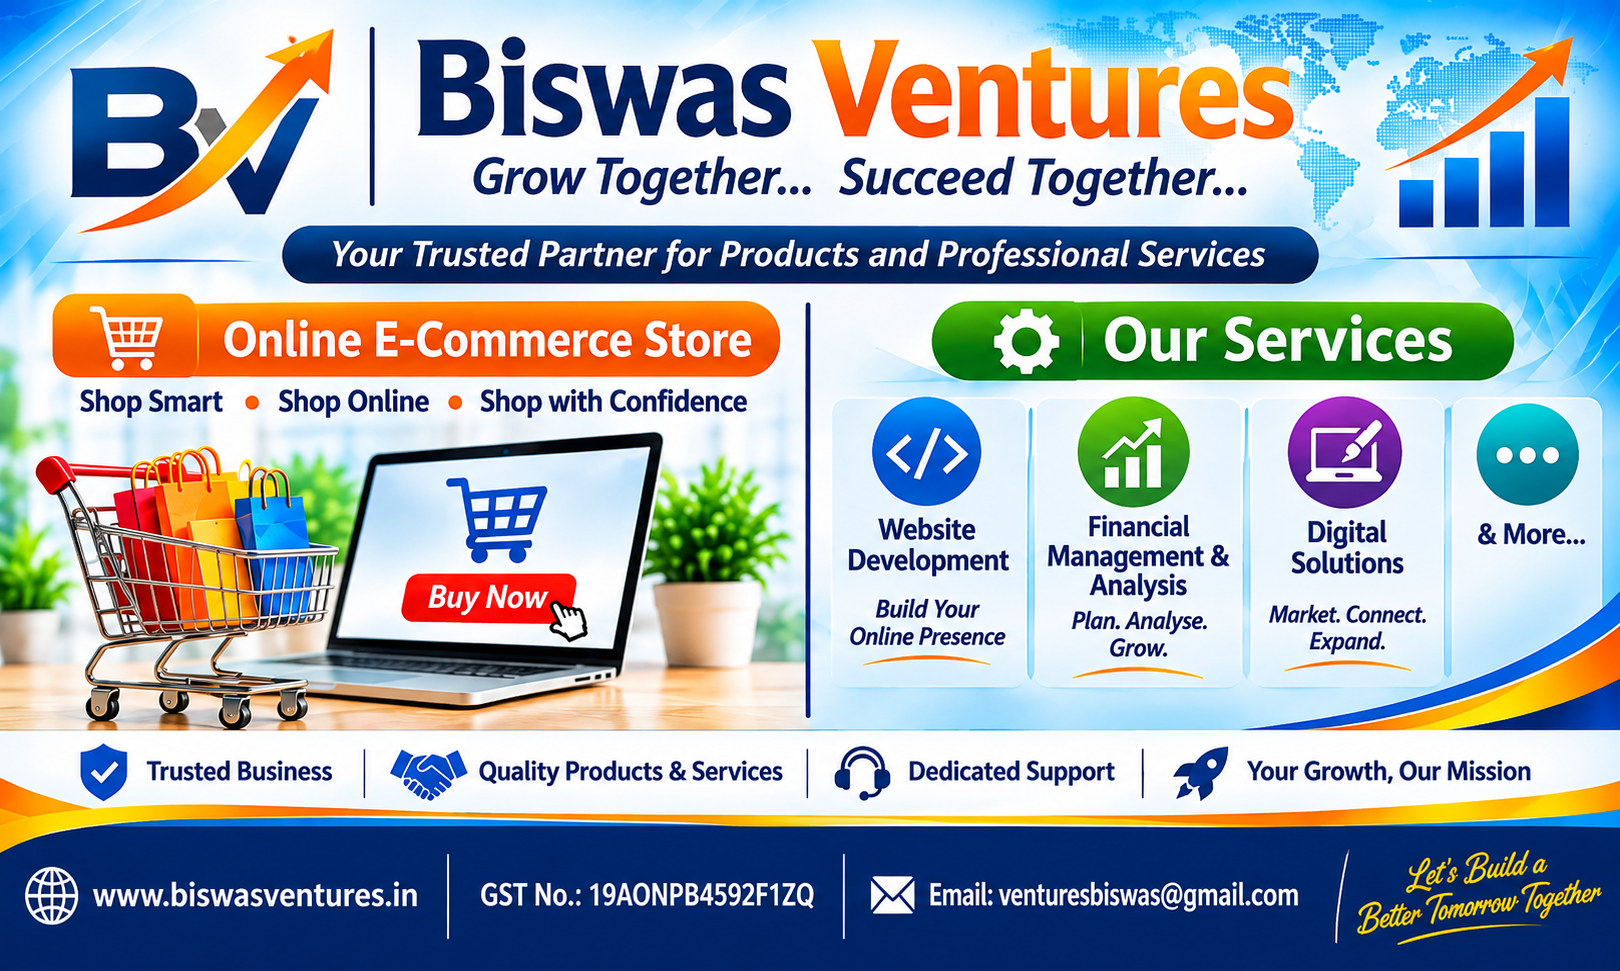 BV
Biswas Ventures
Grow Together... Succeed Together...
Your Trusted Partner for Products and Professional Services
Online E-Commerce Store
Shop Smart • Shop Online • Shop with Confidence
Buy Now
Our Services
</>
Website
Development
Build Your
Online Presence
Financial
Management &
Analysis
Plan. Analyse.
Grow.
Digital
Solutions
Market. Connect.
Expand.
& More...
Trusted Business
Quality Products & Services
Dedicated Support
Your Growth, Our Mission
www.biswasventures.in
GST No.: 19AONPB4592F1ZQ
Email: venturesbiswas@gmail.com
Let's Build a
Better Tomorrow Together